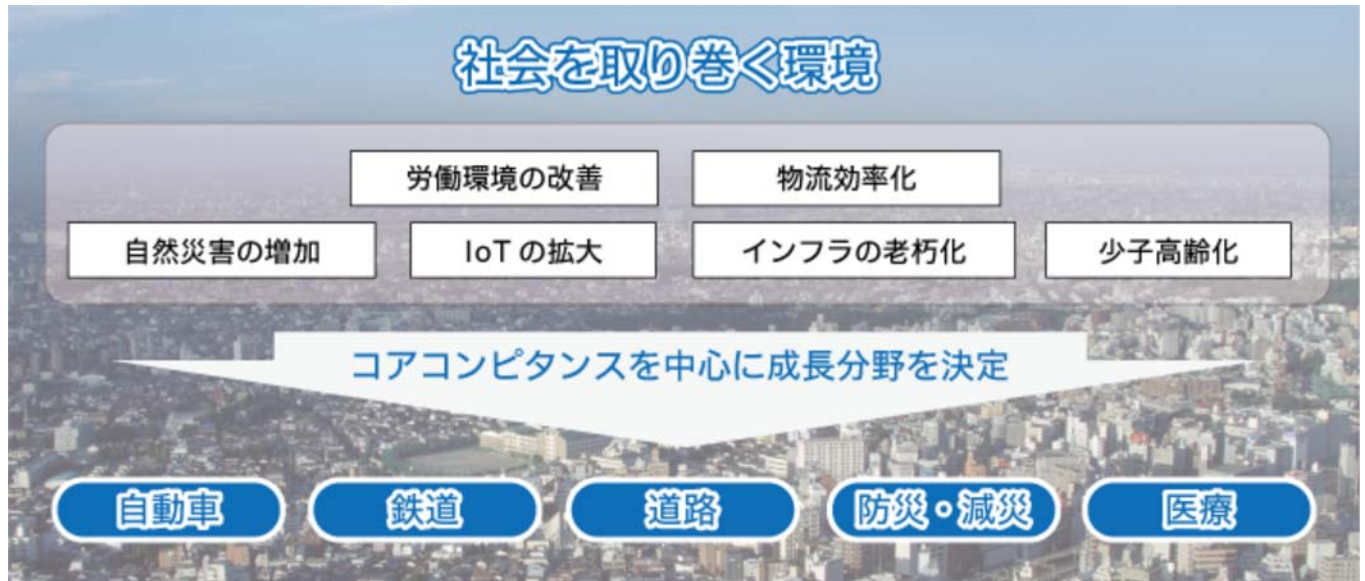 社会を取り巻く環境
労働環境の改善
物流効率化
自然災害の増加
IoTの拡大
インフラの老朽化
少子高齢化
コアコンピタンスを中心に成長分野を決定
自動車
鉄道
道路
防災・減災
医療